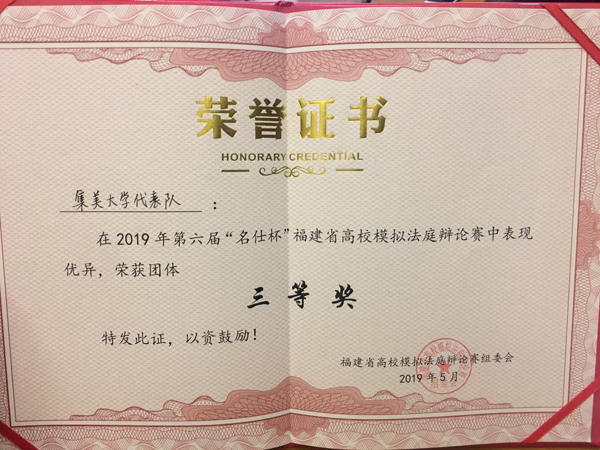 荣誉证书
HONORARY CREDENTIAL
集美大学代表队：
在2019年第六届“名仕杯”福建省高校模拟法庭辩论赛中表现
优异，荣获团体
三等奖
特发此证，以资鼓励！
福建省高校模拟法庭辩论赛组委会
2019年5月